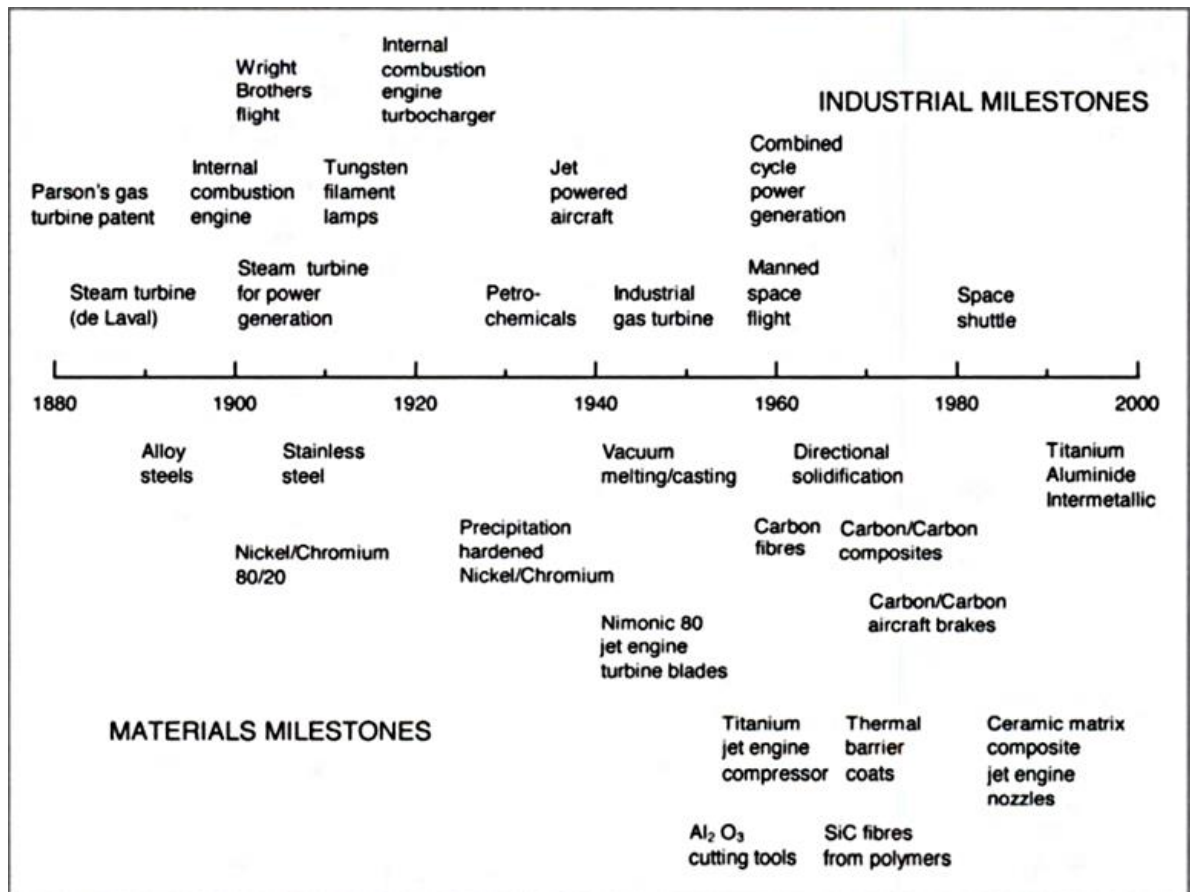 Wright
Brothers
flight
Internal
combustion
engine
turbocharger
INDUSTRIAL MILESTONES
Parson's gas
turbine patent
Internal
combustion
engine
Tungsten
filament
lamps
Jet
powered
aircraft
Combined
cycle
power
generation
Steam turbine
(de Laval)
Steam turbine
for power
generation
Petro-
chemicals
Industrial
gas turbine
Manned
space
flight
Space
shuttle
1880 1900 1920 1940 1960 1980 2000
Alloy
steels
Stainless
steel
Vacuum
melting/casting
Directional
solidification
Titanium
Aluminide
Intermetallic
Nickel/Chromium
80/20
Precipitation
hardened
Nickel/Chromium
Carbon
fibres
Carbon/Carbon
composites
Nimonic 80
jet engine
turbine blades
Carbon/Carbon
aircraft brakes
MATERIALS MILESTONES
Titanium
jet engine
compressor
Thermal
barrier
coats
Ceramic matrix
composite
jet engine
nozzles
Al₂ O₃
cutting tools
SiC fibres
from polymers